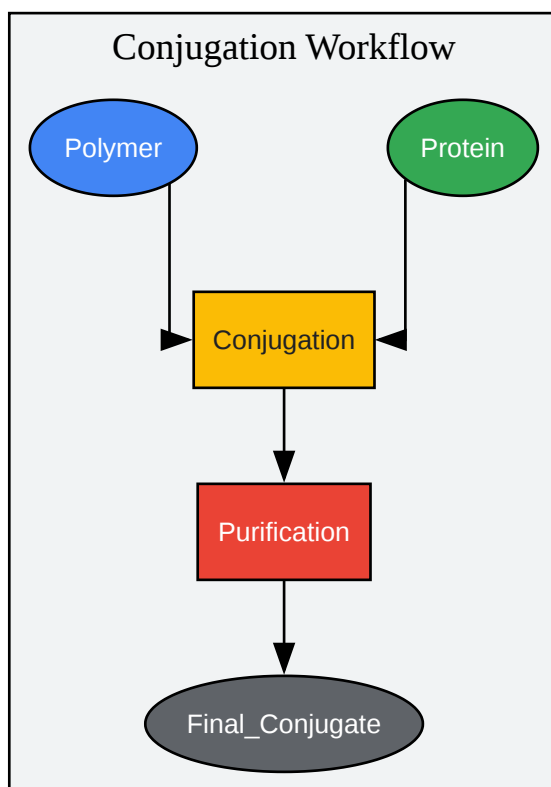 Conjugation Workflow
Polymer
Protein
Conjugation
Purification
Final_Conjugate